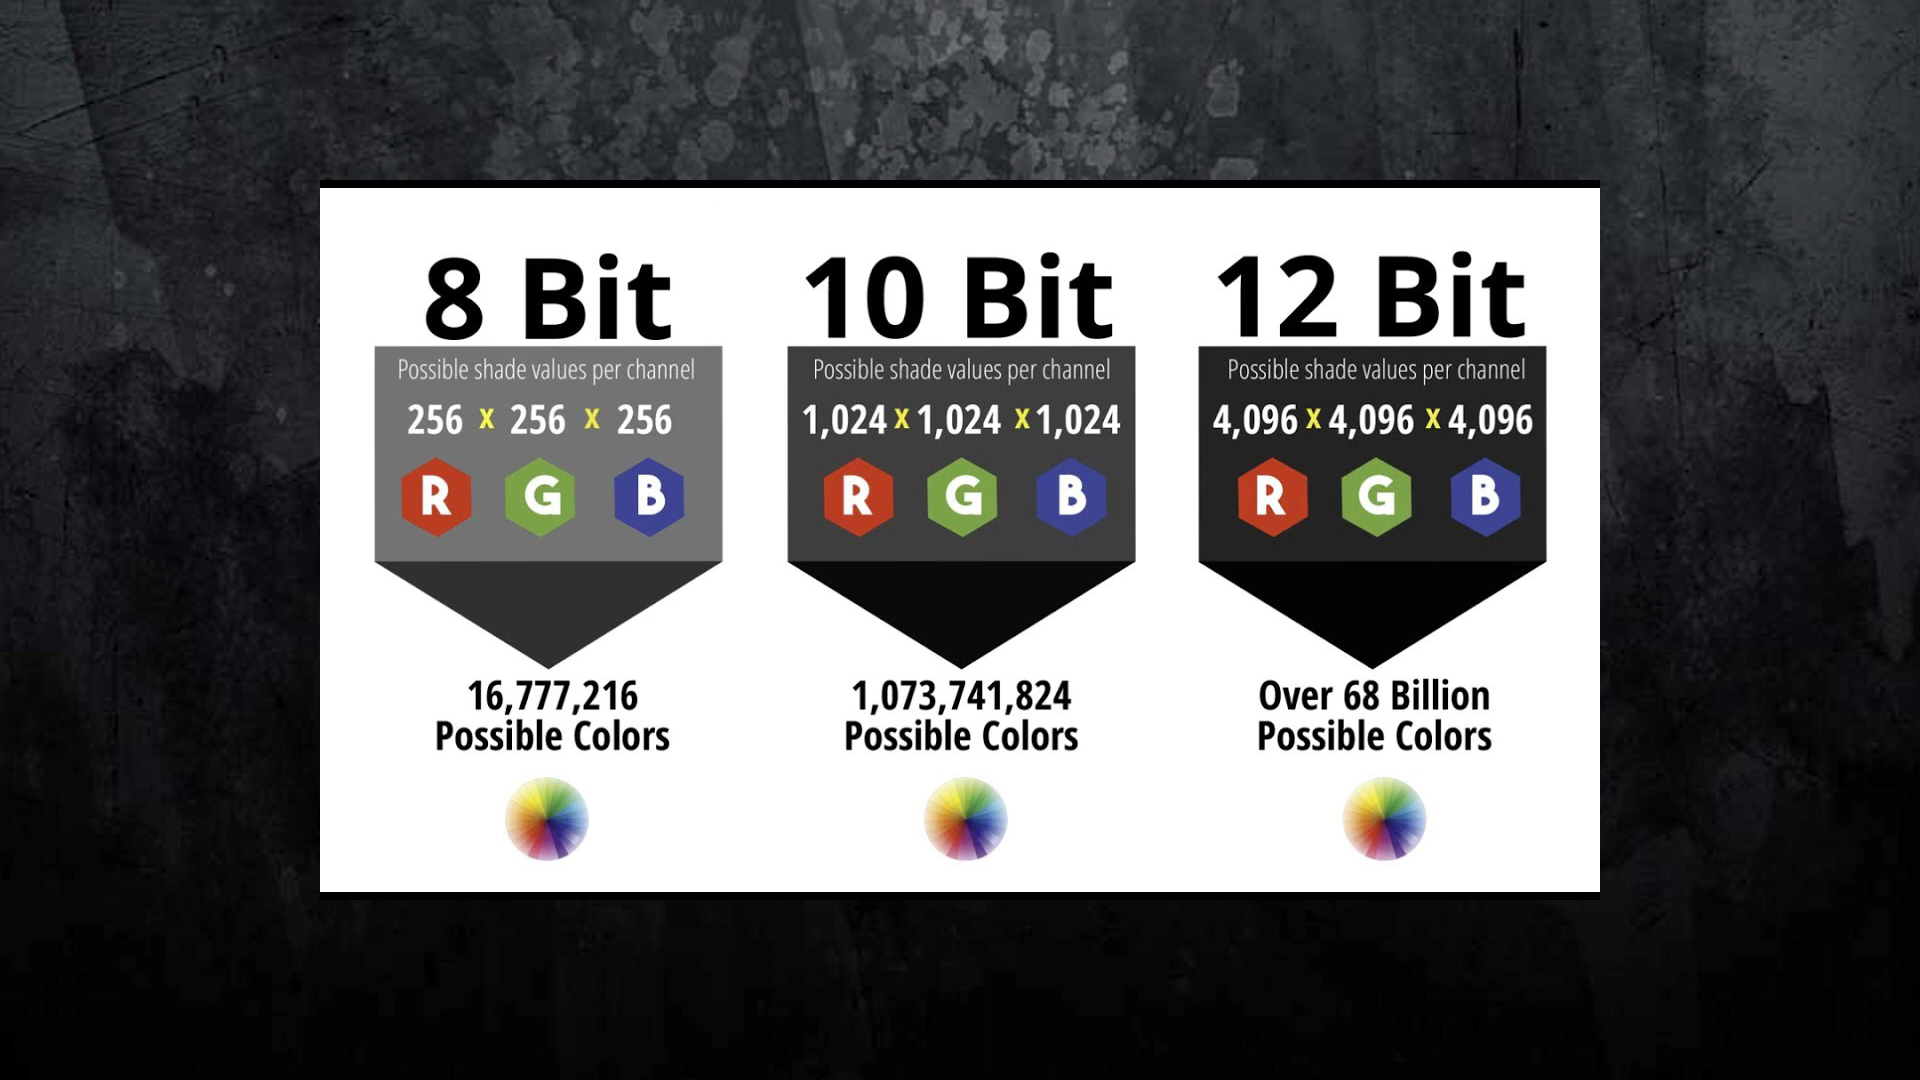 8 Bit
Possible shade values per channel
256 x 256 x 256
R G B
16,777,216
Possible Colors
10 Bit
Possible shade values per channel
1,024 x 1,024 x 1,024
R G B
1,073,741,824
Possible Colors
12 Bit
Possible shade values per channel
4,096 x 4,096 x 4,096
R G B
Over 68 Billion
Possible Colors